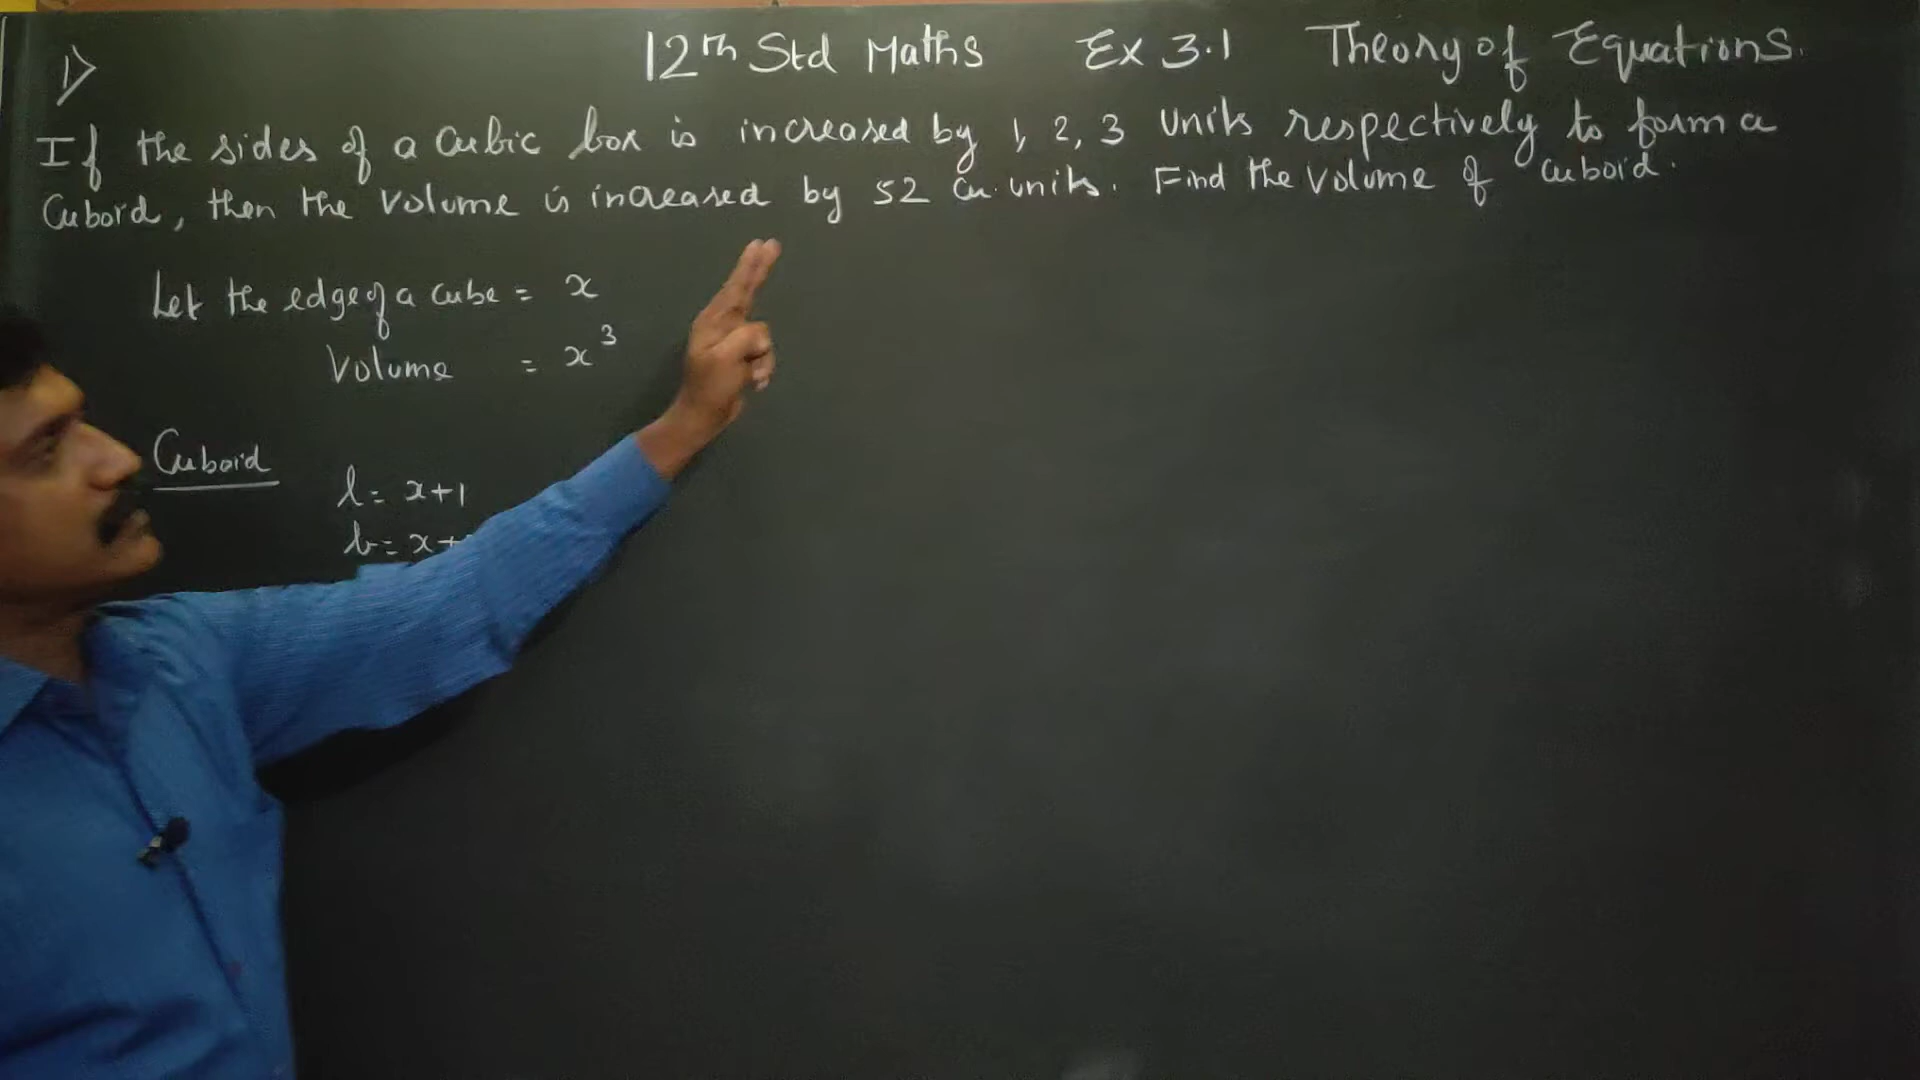 12th Std Maths Ex 3.1 Theory of Equations.
1)
If the sides of a cubic box is increased by 1, 2, 3 units respectively to form a
Cuboid, then the volume is increased by 52 cu. units. Find the volume of cuboid.
Let the edge of a cube = x
Volume = x³
Cuboid
l = x+1
b = x+